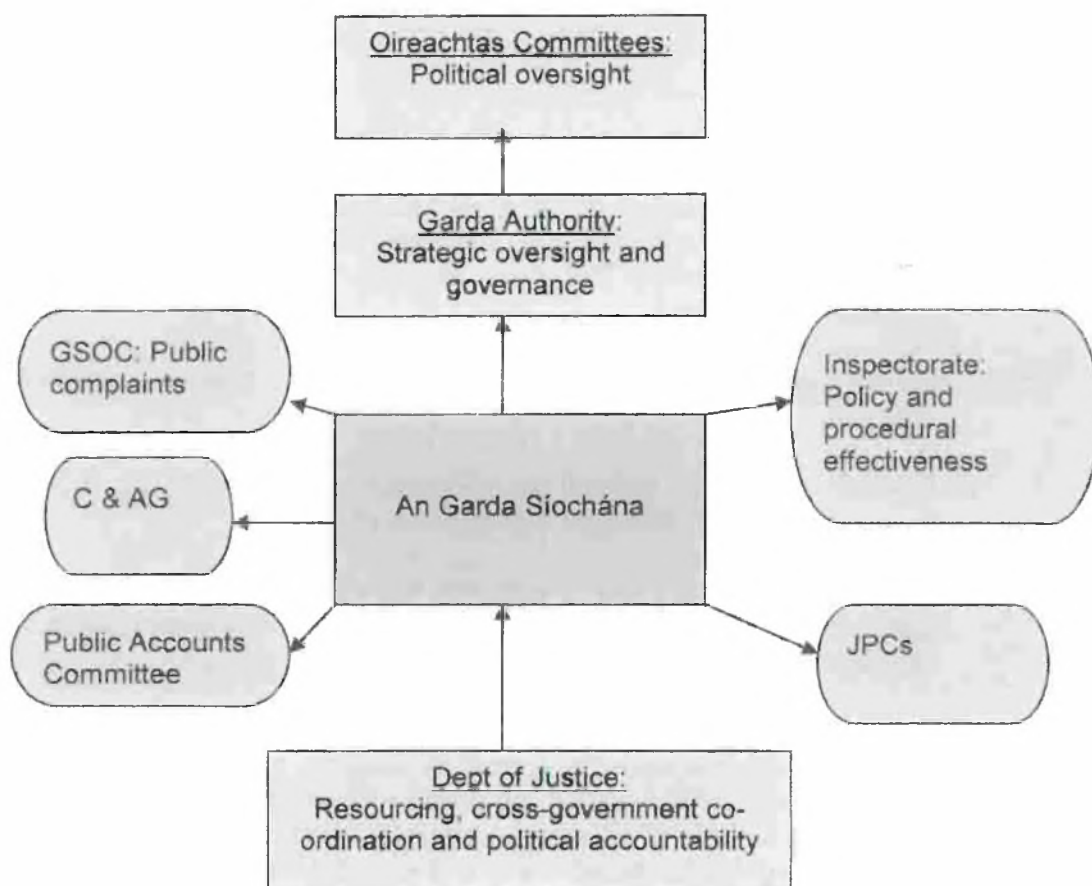 Oireachtas Committees:
Political oversight
Garda Authority:
Strategic oversight and
governance
GSOC: Public
complaints
Inspectorate:
Policy and
procedural
effectiveness
C & AG
An Garda Síochána
Public Accounts
Committee
JPCs
Dept of Justice:
Resourcing, cross-government co-
ordination and political accountability